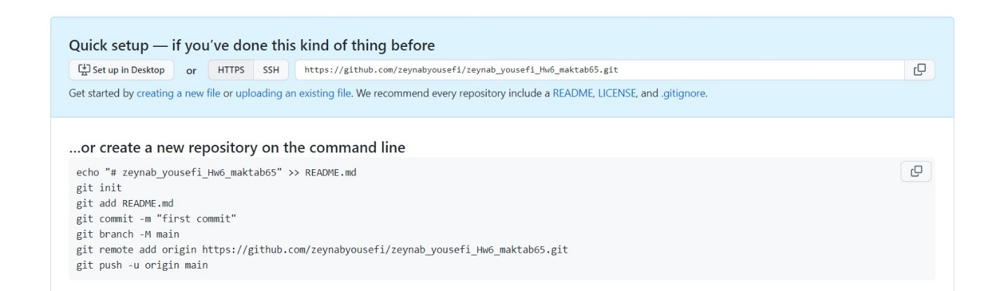 Quick setup — if you’ve done this kind of thing before
Set up in Desktop or HTTPS SSH https://github.com/zeynabyousefi/zeynab_yousefi_Hw6_maktab65.git
Get started by creating a new file or uploading an existing file. We recommend every repository include a README, LICENSE, and .gitignore.
...or create a new repository on the command line
echo "# zeynab_yousefi_Hw6_maktab65" >> README.md
git init
git add README.md
git commit -m "first commit"
git branch -M main
git remote add origin https://github.com/zeynabyousefi/zeynab_yousefi_Hw6_maktab65.git
git push -u origin main